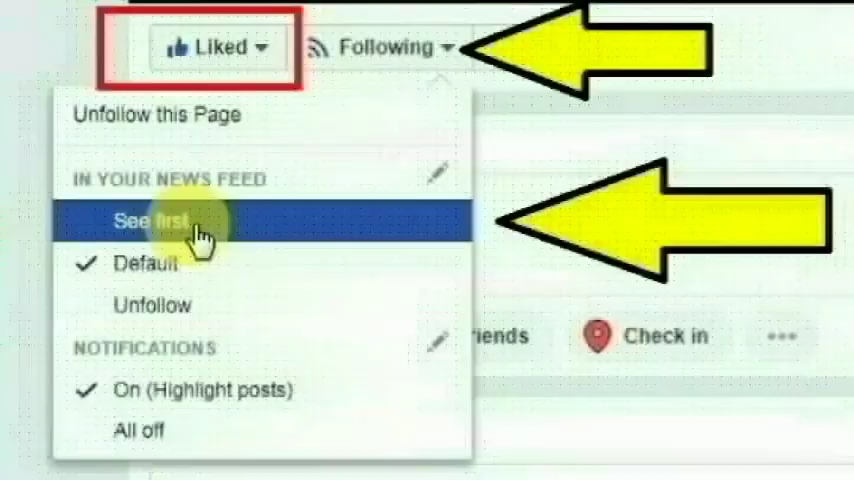 Liked Following
Unfollow this Page
IN YOUR NEWS FEED
See first
Default
Unfollow
NOTIFICATIONS
On (Highlight posts)
All off
riends Check in